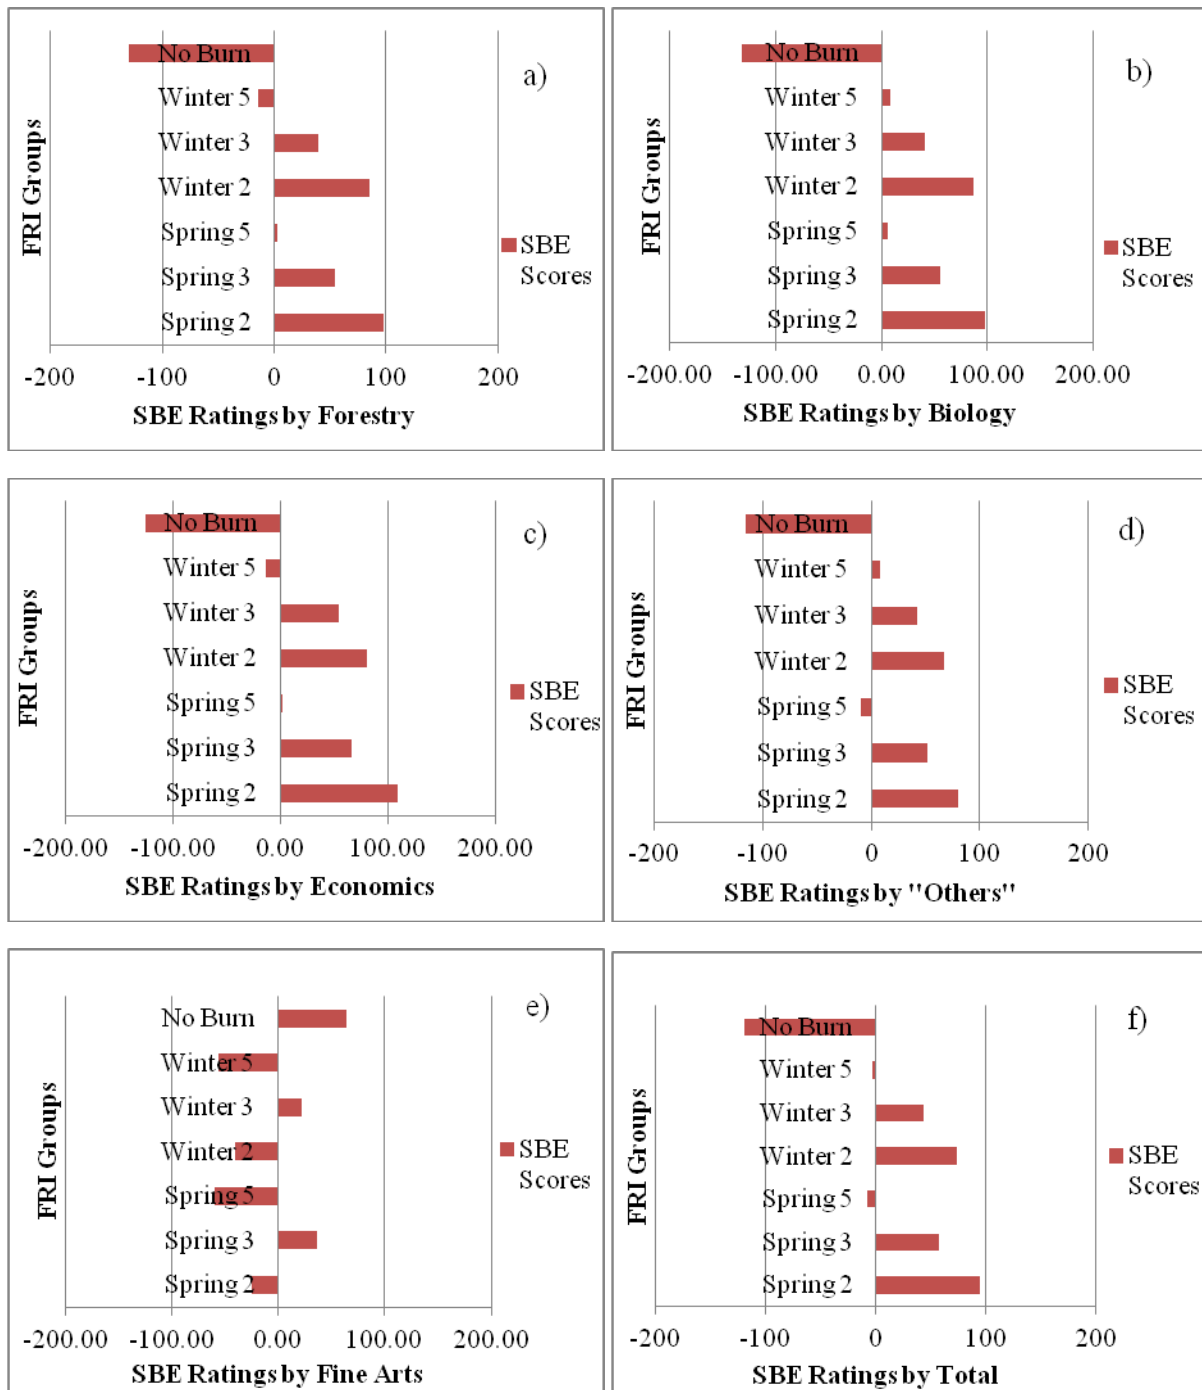 a)
FRI Groups
No Burn
Winter 5
Winter 3
Winter 2
Spring 5
Spring 3
Spring 2
-200 -100 0 100 200
SBE Ratings by Forestry
SBE
Scores
b)
FRI Groups
No Burn
Winter 5
Winter 3
Winter 2
Spring 5
Spring 3
Spring 2
-200.00 -100.00 0.00 100.00 200.00
SBE Ratings by Biology
SBE
Scores
c)
FRI Groups
No Burn
Winter 5
Winter 3
Winter 2
Spring 5
Spring 3
Spring 2
-200.00 -100.00 0.00 100.00 200.00
SBE Ratings by Economics
SBE
Scores
d)
FRI Groups
No Burn
Winter 5
Winter 3
Winter 2
Spring 5
Spring 3
Spring 2
-200 -100 0 100 200
SBE Ratings by "Others"
SBE
Scores
e)
FRI Groups
No Burn
Winter 5
Winter 3
Winter 2
Spring 5
Spring 3
Spring 2
-200.00 -100.00 0.00 100.00 200.00
SBE Ratings by Fine Arts
SBE
Scores
f)
FRI Groups
No Burn
Winter 5
Winter 3
Winter 2
Spring 5
Spring 3
Spring 2
-200 -100 0 100 200
SBE Ratings by Total
SBE
Scores